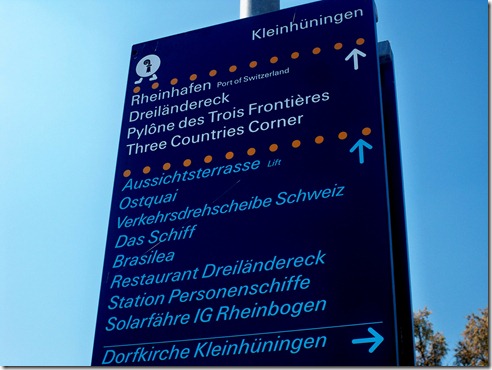 Kleinhüningen
Rheinhafen Port of Switzerland
Dreiländereck
Pylône des Trois Frontières
Three Countries Corner
Aussichtsterrasse Lift
Ostquai
Verkehrsdrehscheibe Schweiz
Das Schiff
Brasilea
Restaurant Dreiländereck
Station Personenschiffe
Solarfähre IG Rheinbogen
Dorfkirche Kleinhüningen